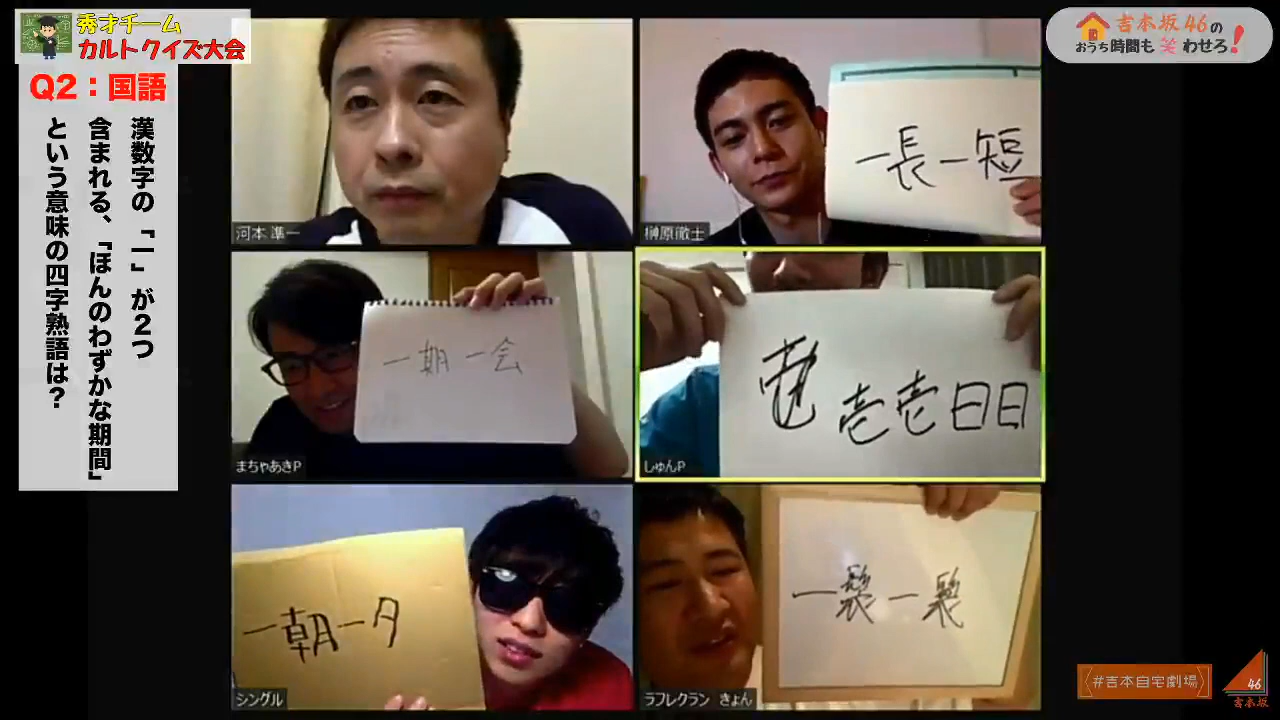 秀才チーム
カルトクイズ大会
吉本坂46の
おうち時間も笑わせろ!
Q2:国語
漢数字の「一」が2つ
含まれる、「ほんのわずかな期間」
という意味の四字熟語は?
河本 準一
一長一短
榊原徹士
一期一会
まちゃあきP
壱壱日日
しゅんP
一朝一夕
シングル
ラフレクラン きょん
#吉本自宅劇場
46
吉本坂